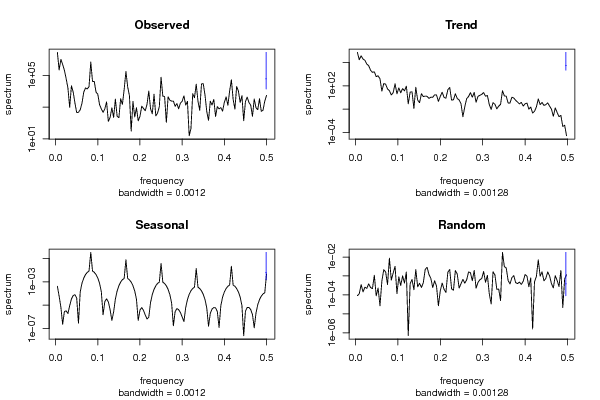 Observed
spectrum
1e+05
1e+01
0.0 0.1 0.2 0.3 0.4 0.5
frequency
bandwidth = 0.0012
Trend
spectrum
1e+02
1e-04
0.0 0.1 0.2 0.3 0.4 0.5
frequency
bandwidth = 0.00128
Seasonal
spectrum
1e-03
1e-07
0.0 0.1 0.2 0.3 0.4 0.5
frequency
bandwidth = 0.0012
Random
spectrum
1e-02
1e-04
1e-06
0.0 0.1 0.2 0.3 0.4 0.5
frequency
bandwidth = 0.00128